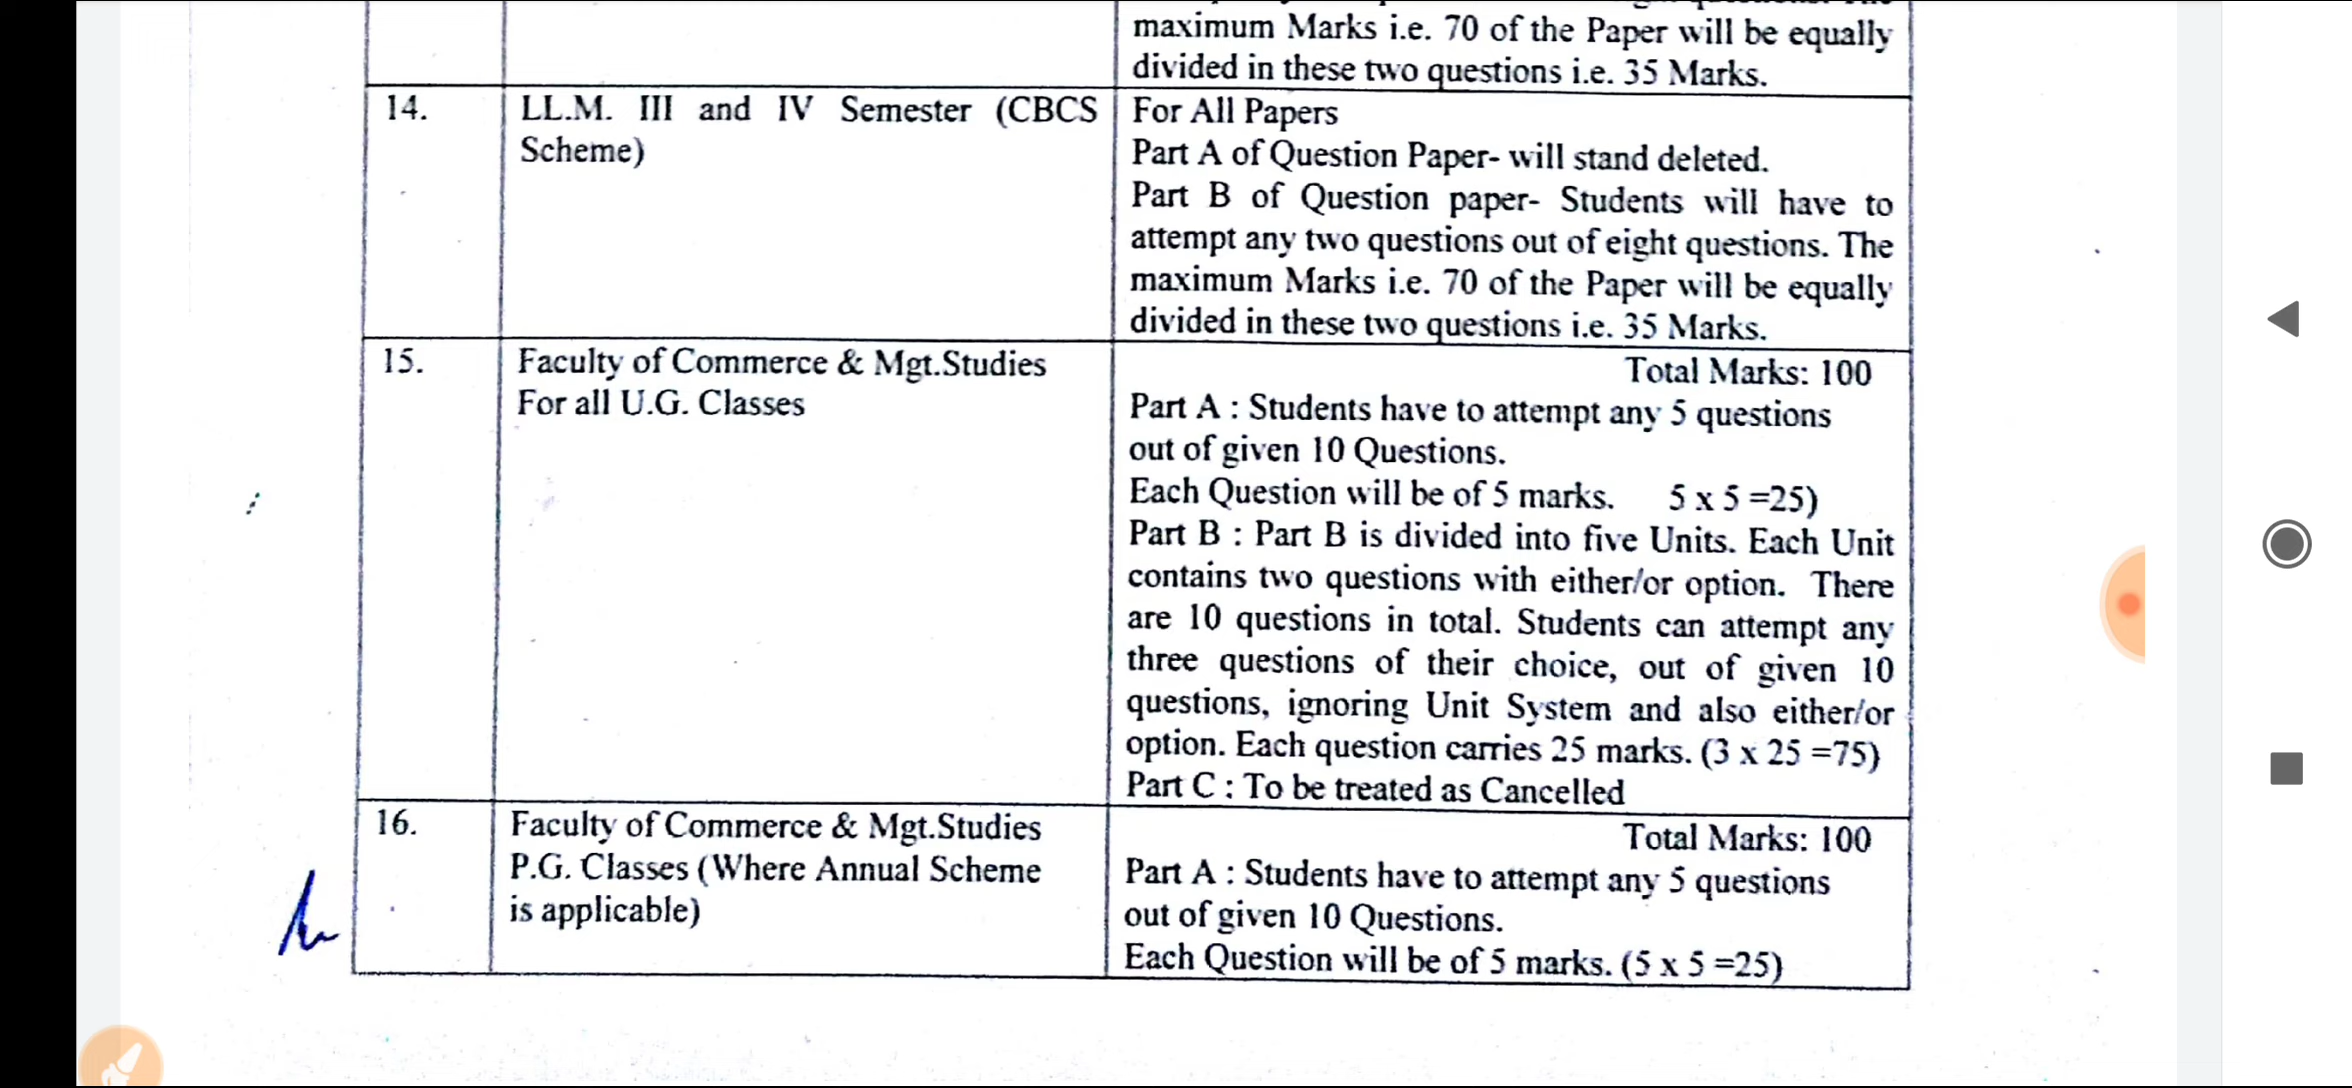 maximum Marks i.e. 70 of the Paper will be equally
divided in these two questions i.e. 35 Marks.
14.
LL.M. III and IV Semester (CBCS
Scheme)
For All Papers
Part A of Question Paper- will stand deleted.
Part B of Question paper- Students will have to
attempt any two questions out of eight questions. The
maximum Marks i.e. 70 of the Paper will be equally
divided in these two questions i.e. 35 Marks.
15.
Faculty of Commerce & Mgt.Studies
For all U.G. Classes
Total Marks: 100
Part A : Students have to attempt any 5 questions
out of given 10 Questions.
Each Question will be of 5 marks. 5 x 5 =25)
Part B : Part B is divided into five Units. Each Unit
contains two questions with either/or option. There
are 10 questions in total. Students can attempt any
three questions of their choice, out of given 10
questions, ignoring Unit System and also either/or
option. Each question carries 25 marks. (3 x 25 =75)
Part C : To be treated as Cancelled
16.
Faculty of Commerce & Mgt.Studies
P.G. Classes (Where Annual Scheme
is applicable)
Total Marks: 100
Part A : Students have to attempt any 5 questions
out of given 10 Questions.
Each Question will be of 5 marks. (5 x 5 =25)